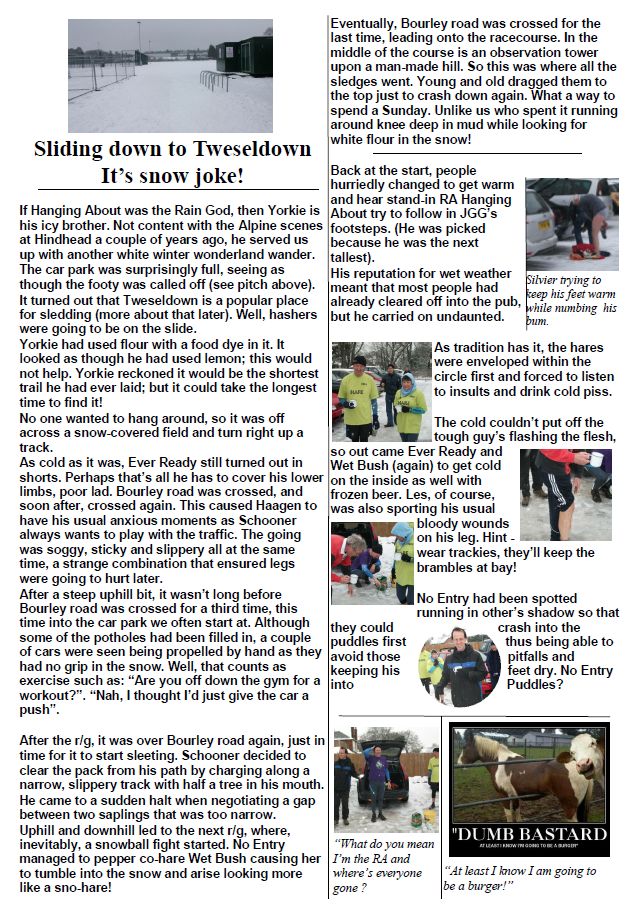 Sliding down to Tweseldown
It's snow joke!
If Hanging About was the Rain God, then Yorkie is
his icy brother. Not content with the Alpine scenes
at Hindhead a couple of years ago, he served us
up with another white winter wonderland wander.
The car park was surprisingly full, seeing as
though the footy was called off (see pitch above).
It turned out that Tweseldown is a popular place
for sledding (more about that later). Well, hashers
were going to be on the slide.
Yorkie had used flour with a food dye in it. It
looked as though he had used lemon; this would
not help. Yorkie reckoned it would be the shortest
trail he had ever laid; but it could take the longest
time to find it!
No one wanted to hang around, so it was off
across a snow-covered field and turn right up a
track.
As cold as it was, Ever Ready still turned out in
shorts. Perhaps that's all he has to cover his lower
limbs, poor lad. Bourley road was crossed, and
soon after, crossed again. This caused Haagen to
have his usual anxious moments as Schooner
always wants to play with the traffic. The going
was soggy, sticky and slippery all at the same
time, a strange combination that ensured legs
were going to hurt later.
After a steep uphill bit, it wasn't long before
Bourley road was crossed for a third time, this
time into the car park we often start at. Although
some of the potholes had been filled in, a couple
of cars were seen being propelled by hand as they
had no grip in the snow. Well, that counts as
exercise such as: "Are you off down the gym for a
workout?". "Nah, I thought I'd just give the car a
push".
After the r/g, it was over Bourley road again, just in
time for it to start sleeting. Schooner decided to
clear the pack from his path by charging along a
narrow, slippery track with half a tree in his mouth.
He came to a sudden halt when negotiating a gap
between two saplings that was too narrow.
Uphill and downhill led to the next r/g, where,
inevitably, a snowball fight started. No Entry
managed to pepper co-hare Wet Bush causing her
to tumble into the snow and arise looking more
like a sno-hare!
Eventually, Bourley road was crossed for the
last time, leading onto the racecourse. In the
middle of the course is an observation tower
upon a man-made hill. So this was where all the
sledges went. Young and old dragged them to
the top just to crash down again. What a way to
spend a Sunday. Unlike us who spent it running
around knee deep in mud while looking for
white flour in the snow!
Back at the start, people
hurriedly changed to get warm
and hear stand-in RA Hanging
About try to follow in JGG's
footsteps. (He was picked
because he was the next
tallest).
His reputation for wet weather
meant that most people had
already cleared off into the pub,
but he carried on undaunted.
Silvier trying to
keep his feet warm
while numbing his
bum.
As tradition has it, the hares
were enveloped within the
circle first and forced to listen
to insults and drink cold piss.
HARE
HARE
The cold couldn't put off the
tough guy's flashing the flesh,
so out came Ever Ready and
Wet Bush (again) to get cold
on the inside as well with
frozen beer. Les, of course,
was also sporting his usual
bloody wounds
on his leg. Hint -
wear trackies, they'll keep the
brambles at bay!
No Entry had been spotted
running in other's shadow so that
they could crash into the
puddles first thus being able to
avoid those pitfalls and
keeping his feet dry. No Entry
into Puddles?
"What do you mean
I'm the RA and
where's everyone
gone ?
"DUMB BASTARD
AT LEAST I KNOW I'M GOING TO BE A BURGER"
"At least I know I am going to
be a burger!"